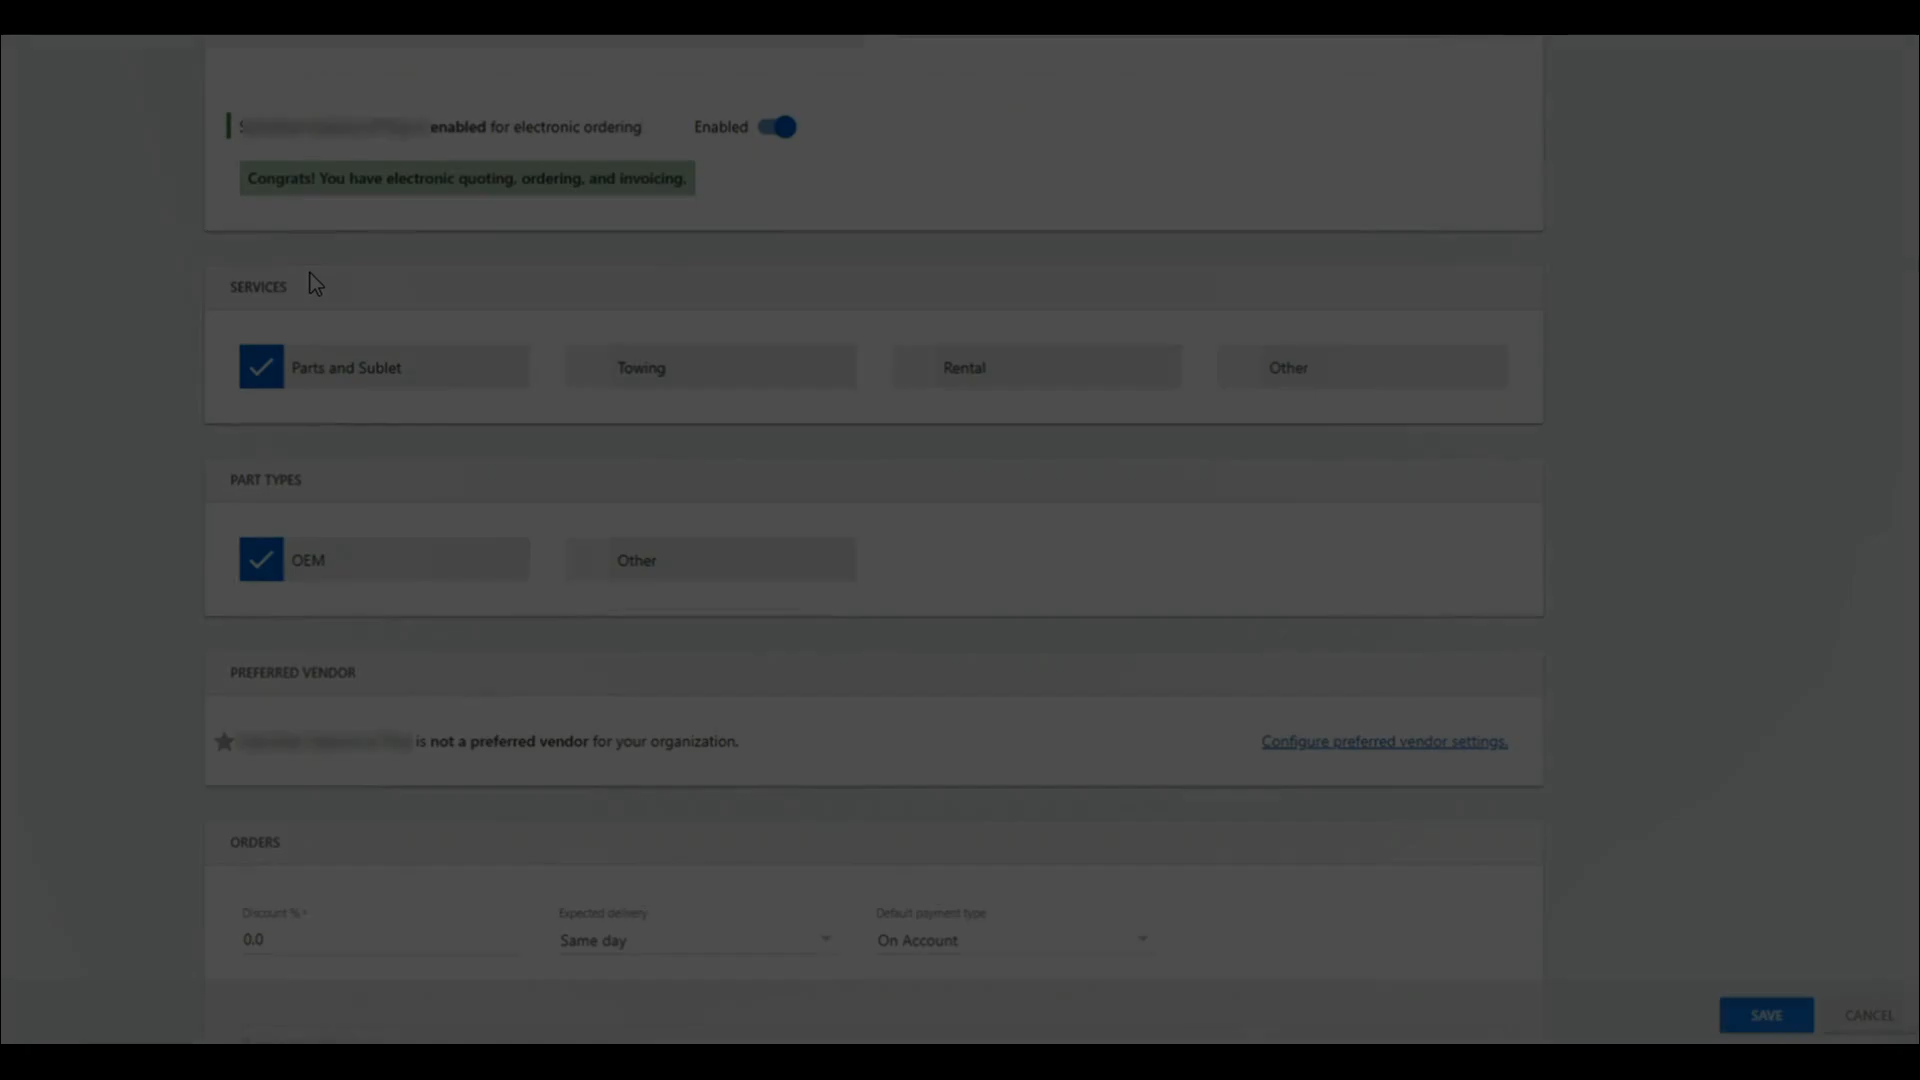 enabled for electronic ordering Enabled
Congrats! You have electronic quoting, ordering, and invoicing.
SERVICES
Parts and Sublet Towing Rental Other
PART TYPES
OEM Other
PREFERRED VENDOR
is not a preferred vendor for your organization. Configure preferred vendor settings.
ORDERS
Discount % * Expected delivery Default payment type
0.0 Same day On Account
SAVE CANCEL